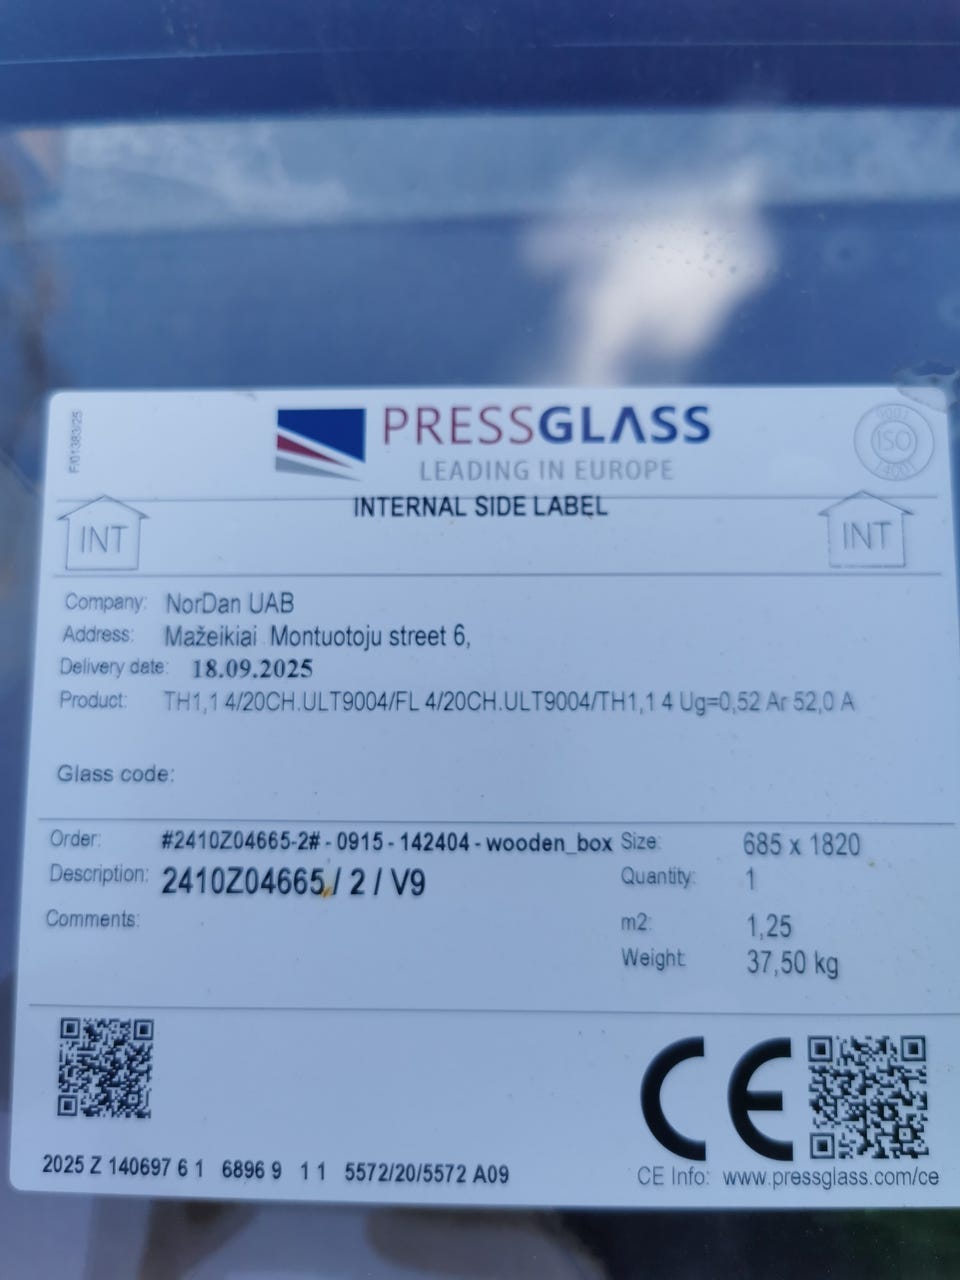 F/01383/25
PRESSGLASS
LEADING IN EUROPE
9001
ISO
14001
INTERNAL SIDE LABEL
INT
INT
Company: NorDan UAB
Address: Mažeikiai Montuotoju street 6,
Delivery date: 18.09.2025
Product: TH1,1 4/20CH.ULT9004/FL 4/20CH.ULT9004/TH1,1 4 Ug=0,52 Ar 52,0 A
Glass code:
Order: #2410Z04665-2# - 0915 - 142404 - wooden_box Size: 685 x 1820
Description: 2410Z04665 / 2 / V9 Quantity: 1
Comments: m2: 1,25
Weight: 37,50 kg
CE
2025 Z 140697 6 1 6896 9 1 1 5572/20/5572 A09
CE Info: www.pressglass.com/ce